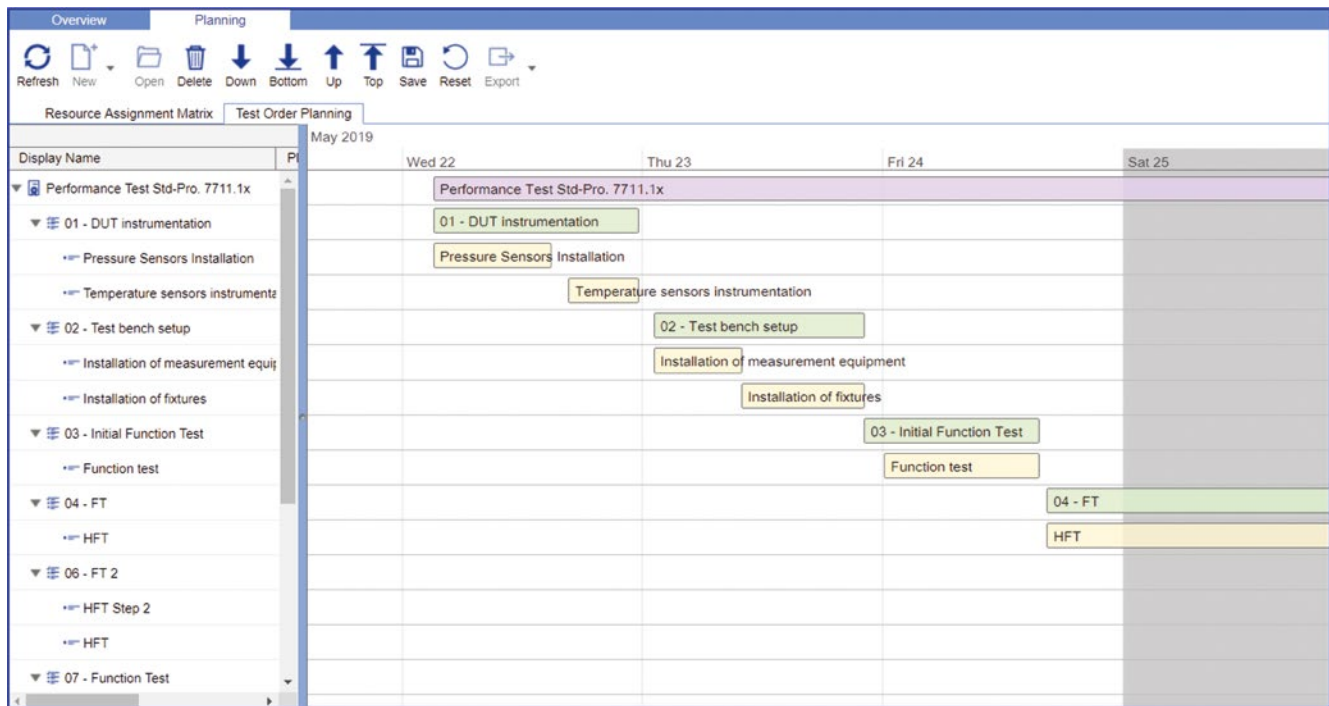 Overview Planning
Refresh New Open Delete Down Bottom Up Top Save Reset Export
Resource Assignment Matrix Test Order Planning
May 2019
Display Name Pl Wed 22 Thu 23 Fri 24 Sat 25
Performance Test Std-Pro. 7711.1x Performance Test Std-Pro. 7711.1x
01 - DUT instrumentation 01 - DUT instrumentation
Pressure Sensors Installation Pressure Sensors Installation
Temperature sensors instrumenta Temperature sensors instrumentation
02 - Test bench setup 02 - Test bench setup
Installation of measurement equip Installation of measurement equipment
Installation of fixtures Installation of fixtures
03 - Initial Function Test 03 - Initial Function Test
Function test Function test
04 - FT 04 - FT
HFT HFT
06 - FT 2
HFT Step 2
HFT
07 - Function Test